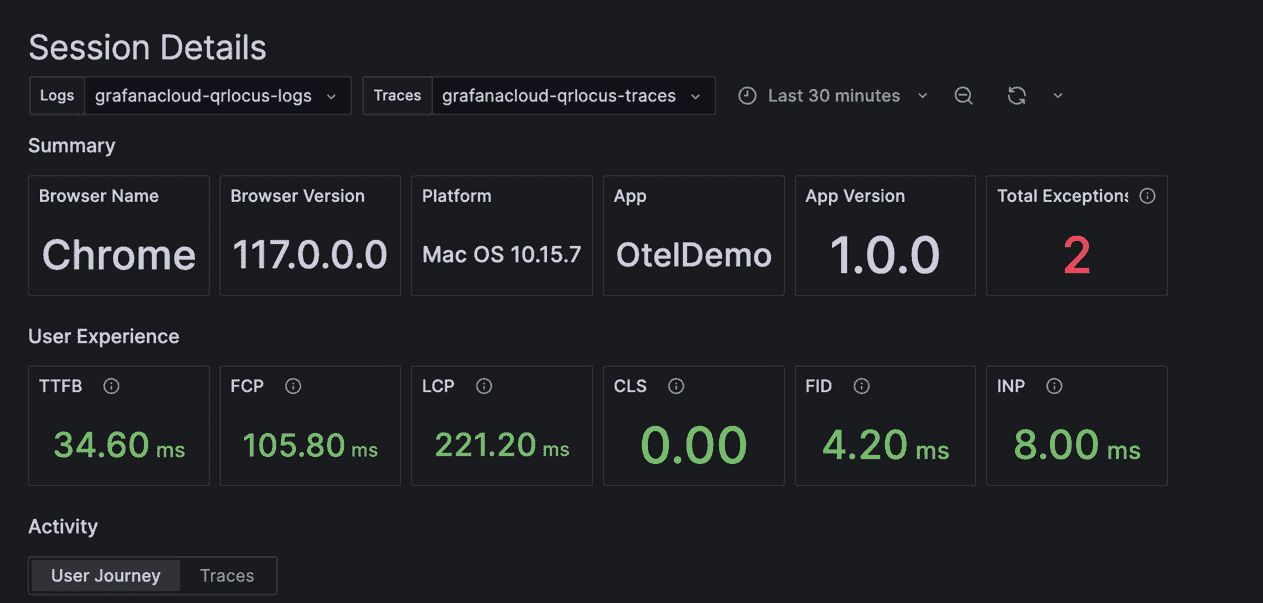 Session Details
Logs grafanacloud-qrlocus-logs Traces grafanacloud-qrlocus-traces Last 30 minutes
Summary
Browser Name Browser Version Platform App App Version Total Exceptions
Chrome 117.0.0.0 Mac OS 10.15.7 OtelDemo 1.0.0 2
User Experience
TTFB FCP LCP CLS FID INP
34.60 ms 105.80 ms 221.20 ms 0.00 4.20 ms 8.00 ms
Activity
User Journey Traces